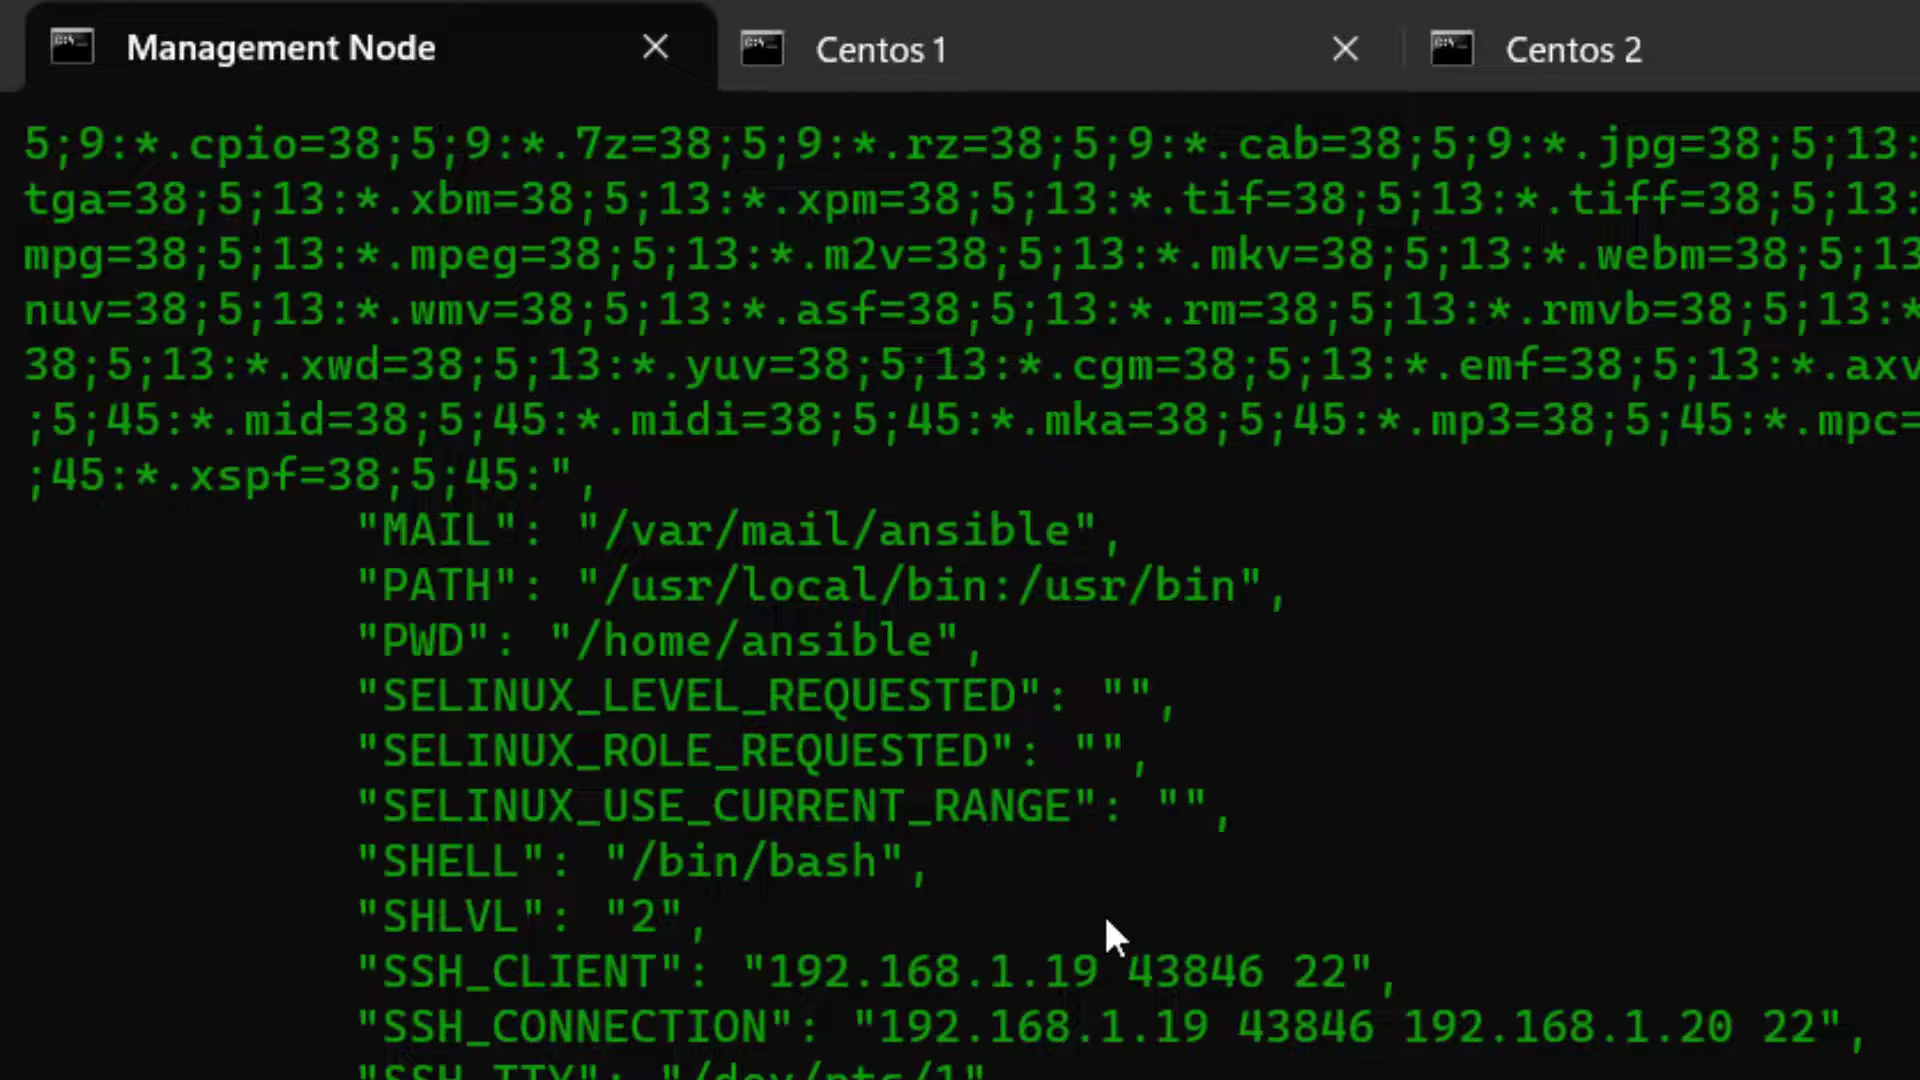 Management Node
Centos 1
Centos 2
5;9:*.cpio=38;5;9:*.7z=38;5;9:*.rz=38;5;9:*.cab=38;5;9:*.jpg=38;5;13:
tga=38;5;13:*.xbm=38;5;13:*.xpm=38;5;13:*.tif=38;5;13:*.tiff=38;5;13:
mpg=38;5;13:*.mpeg=38;5;13:*.m2v=38;5;13:*.mkv=38;5;13:*.webm=38;5;13
nuv=38;5;13:*.wmv=38;5;13:*.asf=38;5;13:*.rm=38;5;13:*.rmvb=38;5;13:*
38;5;13:*.xwd=38;5;13:*.yuv=38;5;13:*.cgm=38;5;13:*.emf=38;5;13:*.axv
;5;45:*.mid=38;5;45:*.midi=38;5;45:*.mka=38;5;45:*.mp3=38;5;45:*.mpc=
;45:*.xspf=38;5;45:",
"MAIL": "/var/mail/ansible",
"PATH": "/usr/local/bin:/usr/bin",
"PWD": "/home/ansible",
"SELINUX_LEVEL_REQUESTED": "",
"SELINUX_ROLE_REQUESTED": "",
"SELINUX_USE_CURRENT_RANGE": "",
"SHELL": "/bin/bash",
"SHLVL": "2",
"SSH_CLIENT": "192.168.1.19 43846 22",
"SSH_CONNECTION": "192.168.1.19 43846 192.168.1.20 22",
"SSH_TTY": "/dev/pts/1"